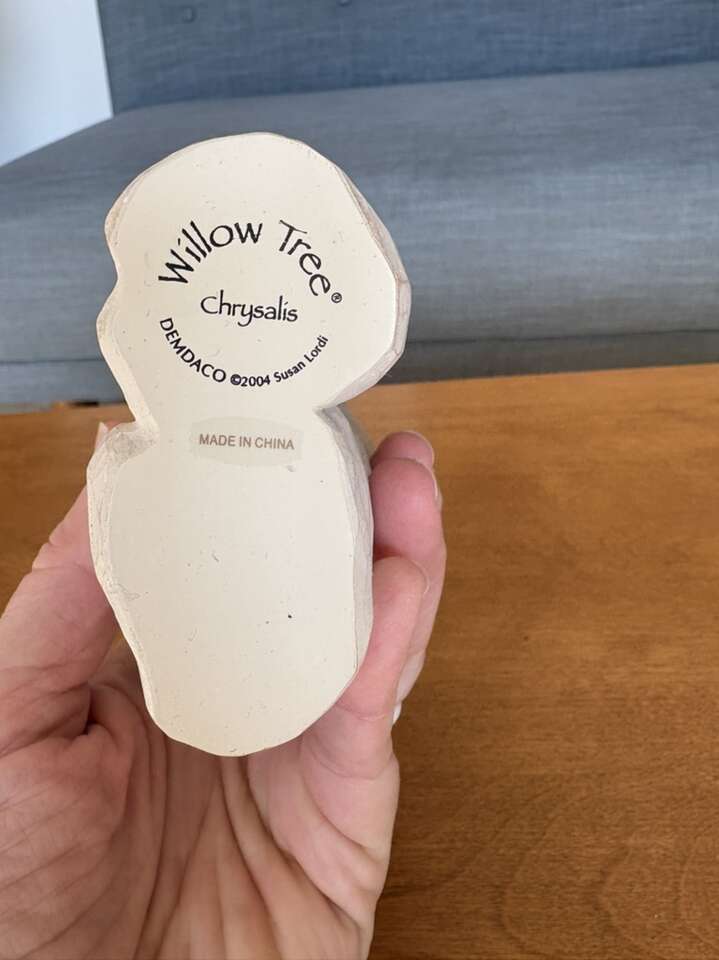 Willow Tree®
Chrysalis
DEMDACO ©2004 Susan Lordi
MADE IN CHINA